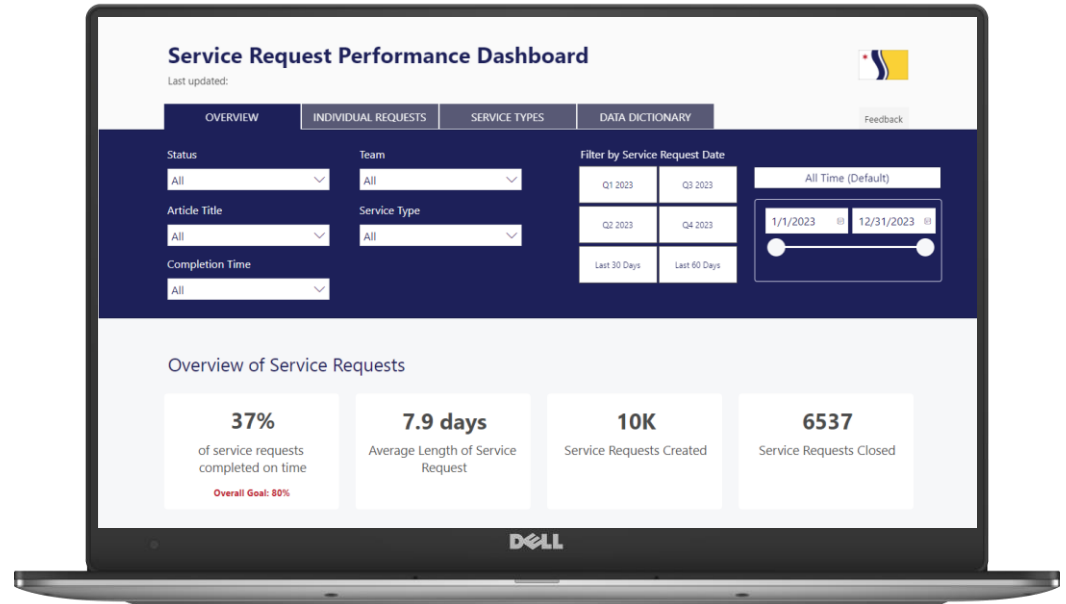 Service Request Performance Dashboard
Last updated:
OVERVIEW
INDIVIDUAL REQUESTS
SERVICE TYPES
DATA DICTIONARY
Feedback
Status
All
Team
All
Article Title
All
Service Type
All
Completion Time
All
Filter by Service Request Date
Q1 2023
Q3 2023
Q2 2023
Q4 2023
Last 30 Days
Last 60 Days
All Time (Default)
1/1/2023
12/31/2023
Overview of Service Requests
37%
of service requests
completed on time
Overall Goal: 80%
7.9 days
Average Length of Service
Request
10K
Service Requests Created
6537
Service Requests Closed
DELL